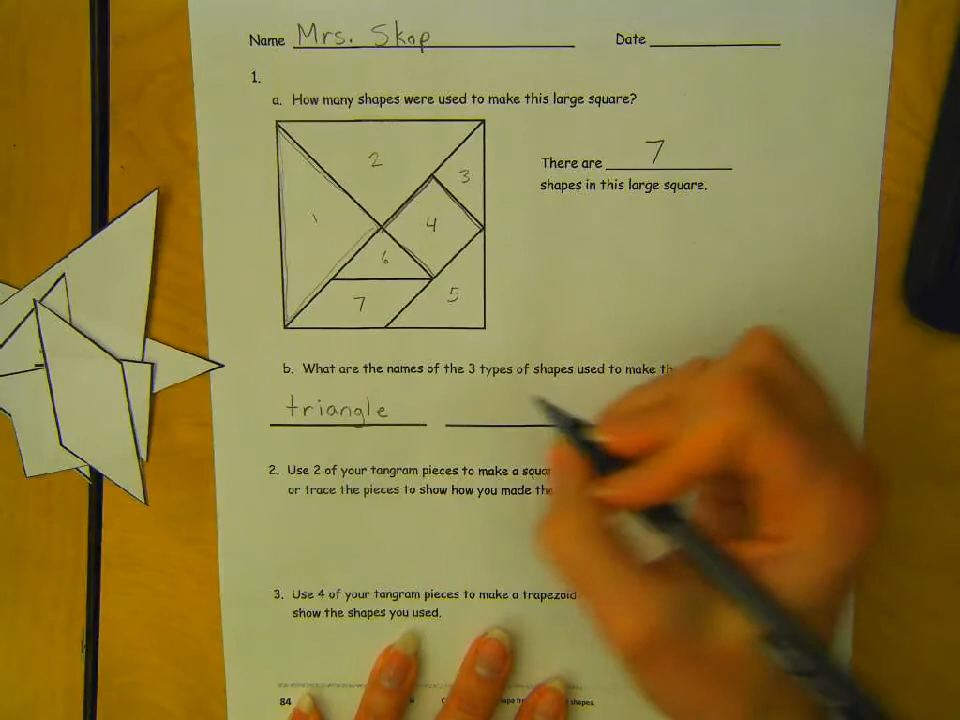 Name Mrs. Skop Date
1.
a. How many shapes were used to make this large square?
2
3
There are 7
shapes in this large square.
1
4
6
5
7
b. What are the names of the 3 types of shapes used to make
triangle
2. Use 2 of your tangram pieces to make a
or trace the pieces to show how you made
3. Use 4 of your tangram pieces to make a trapezoid
show the shapes you used.
84
shapes.